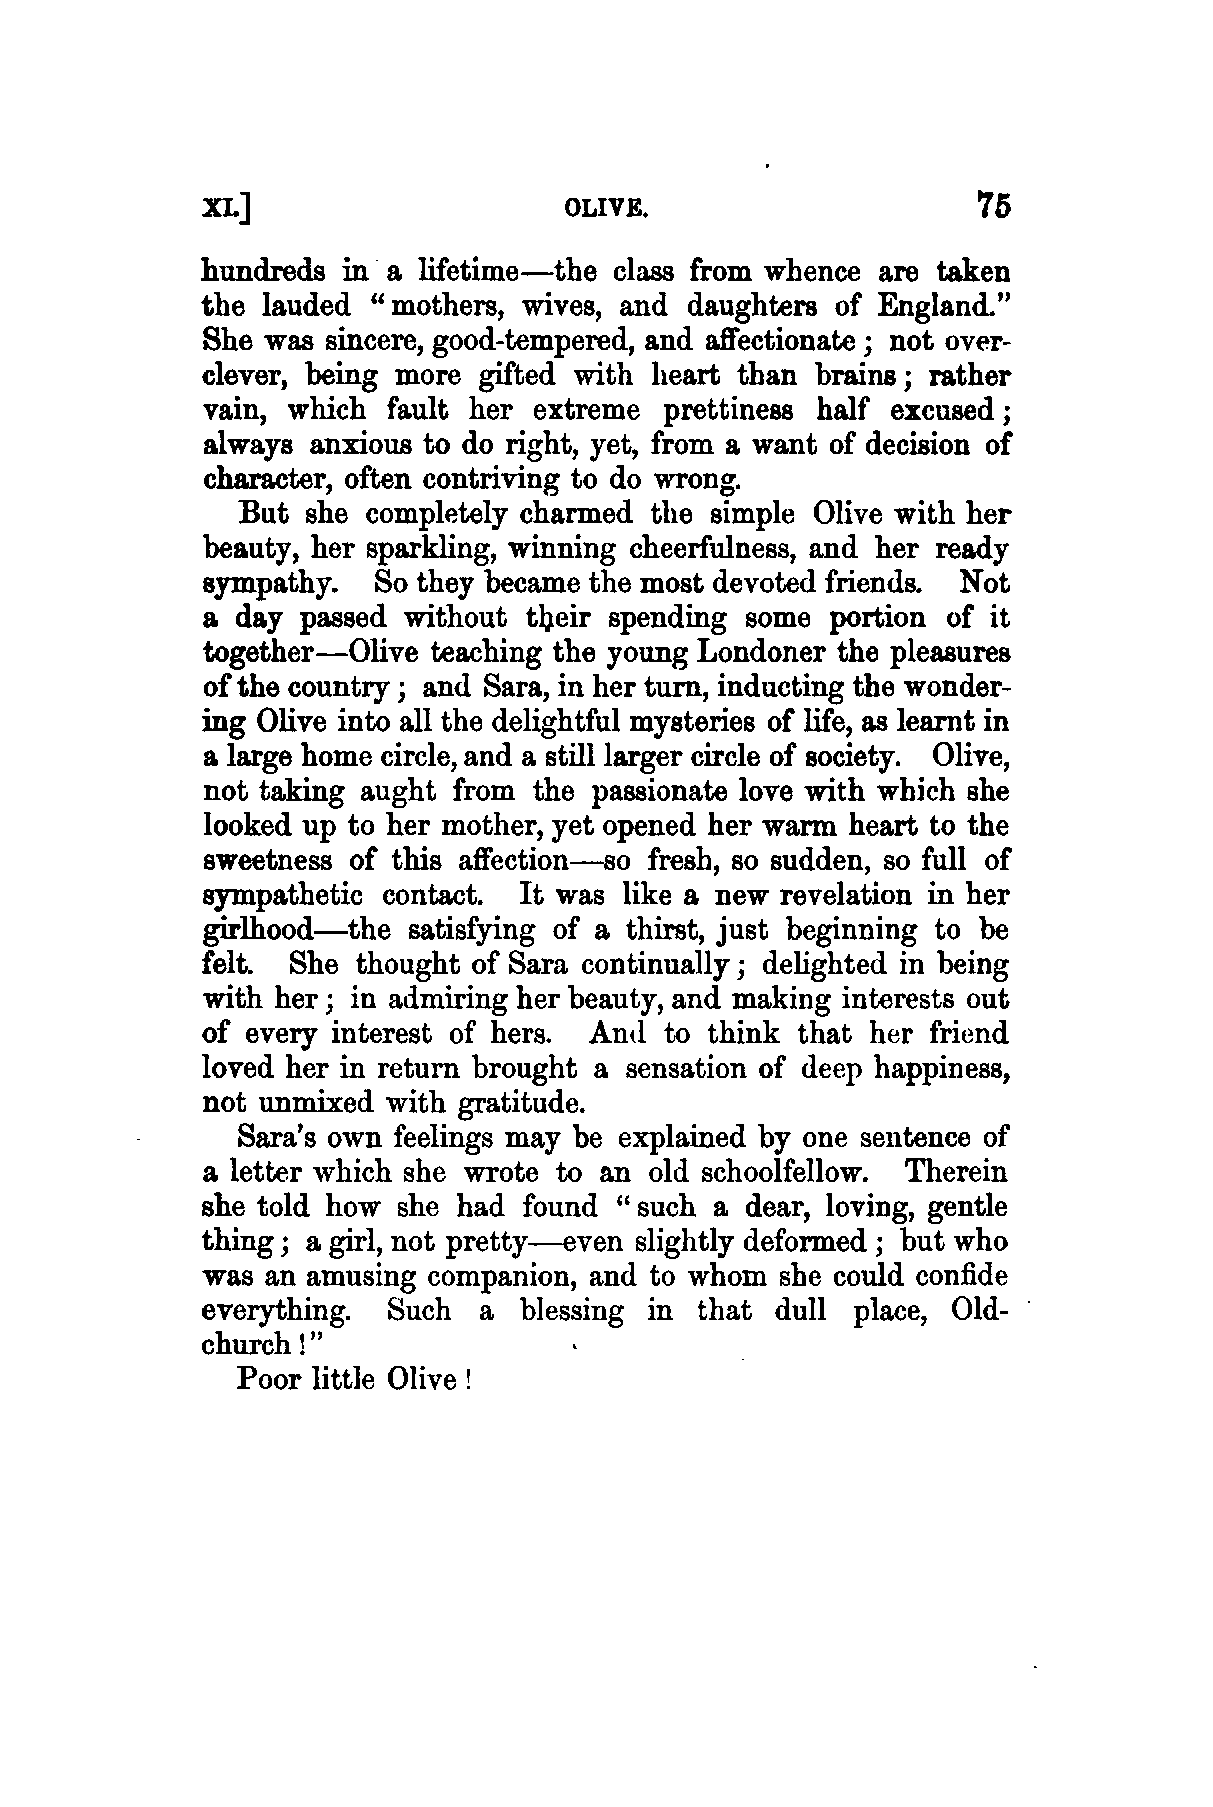 XI.] OLIVE. 75
hundreds in a lifetime—the class from whence are taken
the lauded “mothers, wives, and daughters of England.”
She was sincere, good-tempered, and affectionate; not over-
clever, being more gifted with heart than brains; rather
vain, which fault her extreme prettiness half excused;
always anxious to do right, yet, from a want of decision of
character, often contriving to do wrong.
But she completely charmed the simple Olive with her
beauty, her sparkling, winning cheerfulness, and her ready
sympathy. So they became the most devoted friends. Not
a day passed without their spending some portion of it
together—Olive teaching the young Londoner the pleasures
of the country; and Sara, in her turn, inducting the wonder-
ing Olive into all the delightful mysteries of life, as learnt in
a large home circle, and a still larger circle of society. Olive,
not taking aught from the passionate love with which she
looked up to her mother, yet opened her warm heart to the
sweetness of this affection—so fresh, so sudden, so full of
sympathetic contact. It was like a new revelation in her
girlhood—the satisfying of a thirst, just beginning to be
felt. She thought of Sara continually; delighted in being
with her; in admiring her beauty, and making interests out
of every interest of hers. And to think that her friend
loved her in return brought a sensation of deep happiness,
not unmixed with gratitude.
Sara's own feelings may be explained by one sentence of
a letter which she wrote to an old schoolfellow. Therein
she told how she had found “such a dear, loving, gentle
thing; a girl, not pretty—even slightly deformed; but who
was an amusing companion, and to whom she could confide
everything. Such a blessing in that dull place, Old-
church!”
Poor little Olive!